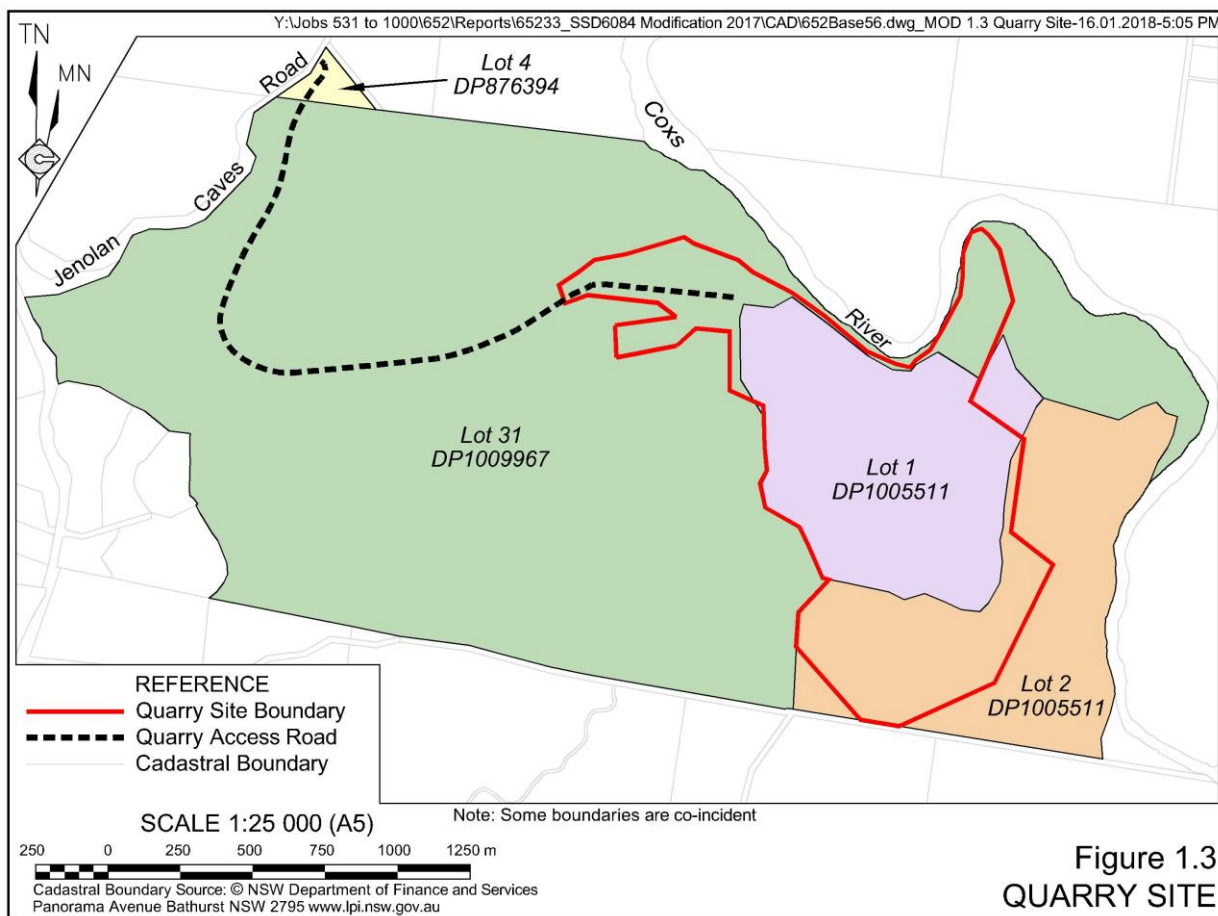 Y:\Jobs 531 to 1000\652\Reports\65233_SSD6084 Modification 2017\CAD\652Base56.dwg_MOD 1.3 Quarry Site-16.01.2018-5:05 PM
TN
MN
Road
Lot 4
DP876394
Coxs
Caves
Jenolan
River
Lot 31
DP1009967
Lot 1
DP1005511
Lot 2
DP1005511
REFERENCE
Quarry Site Boundary
Quarry Access Road
Cadastral Boundary
SCALE 1:25 000 (A5)
Note: Some boundaries are co-incident
250 0 250 500 750 1000 1250 m
Cadastral Boundary Source: © NSW Department of Finance and Services
Panorama Avenue Bathurst NSW 2795 www.lpi.nsw.gov.au
Figure 1.3
QUARRY SITE